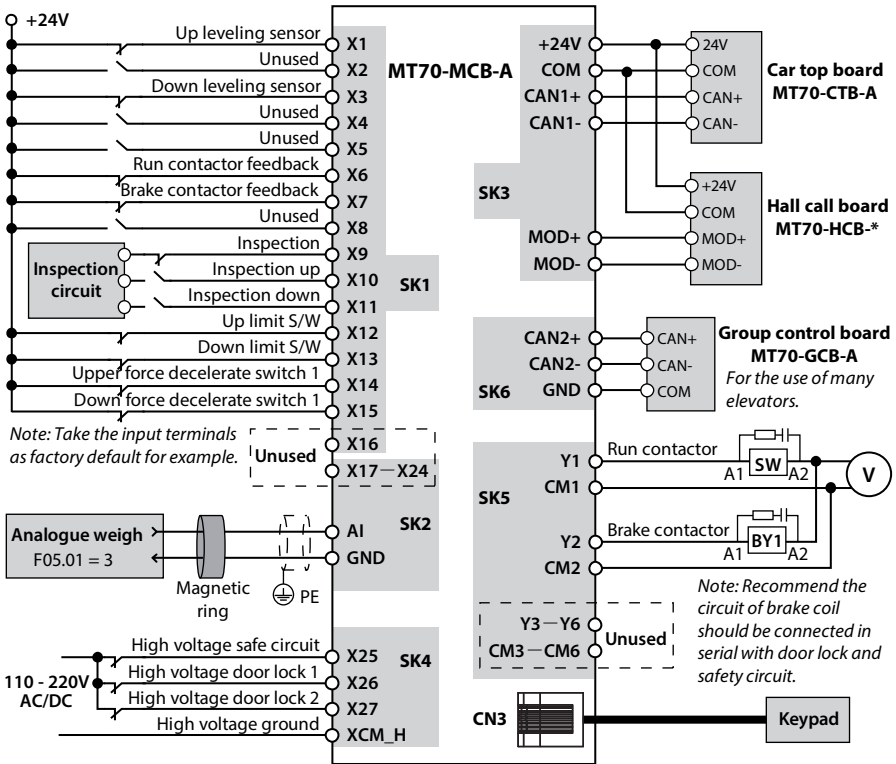 +24V
Up leveling sensor
X1
Unused
X2
Down leveling sensor
X3
Unused
X4
Unused
X5
Run contactor feedback
X6
Brake contactor feedback
X7
Unused
X8
Inspection
circuit
Inspection
X9
Inspection up
X10
Inspection down
X11
Up limit S/W
X12
Down limit S/W
X13
Upper force decelerate switch 1
X14
Down force decelerate switch 1
X15
SK1
Note: Take the input terminals
as factory default for example.
Unused
X16
X17—X24
Analogue weigh
F05.01 = 3
Magnetic
ring
PE
AI
GND
SK2
110 - 220V
AC/DC
High voltage safe circuit
X25
High voltage door lock 1
X26
High voltage door lock 2
X27
High voltage ground
XCM_H
SK4
MT70-MCB-A
+24V
COM
CAN1+
CAN1-
SK3
MOD+
MOD-
24V
COM
CAN+
CAN-
Car top board
MT70-CTB-A
+24V
COM
MOD+
MOD-
Hall call board
MT70-HCB-*
CAN2+
CAN2-
GND
SK6
CAN+
CAN-
COM
Group control board
MT70-GCB-A
For the use of many
elevators.
SK5
Y1
Run contactor
A1
SW
A2
V
CM1
Y2
Brake contactor
A1
BY1
A2
CM2
Y3—Y6
CM3—CM6
Unused
Note: Recommend the
circuit of brake coil
should be connected in
serial with door lock and
safety circuit.
CN3
Keypad